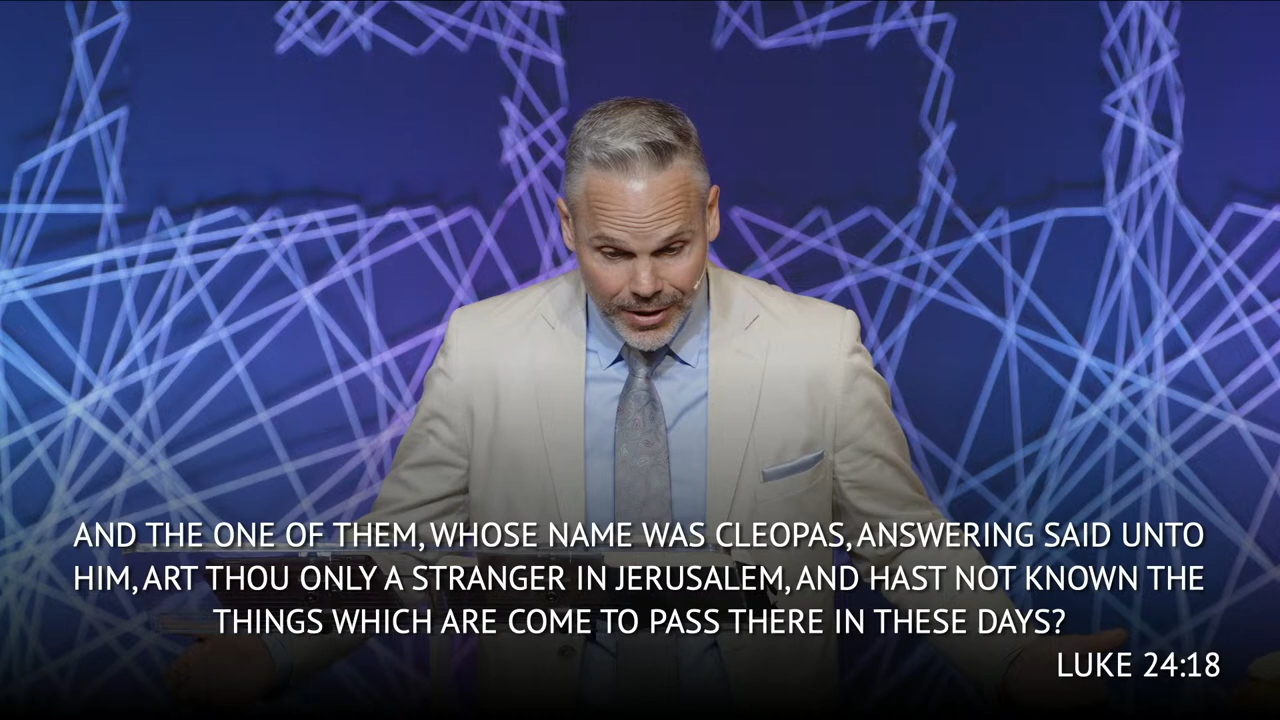 AND THE ONE OF THEM, WHOSE NAME WAS CLEOPAS, ANSWERING SAID UNTO
HIM, ART THOU ONLY A STRANGER IN JERUSALEM, AND HAST NOT KNOWN THE
THINGS WHICH ARE COME TO PASS THERE IN THESE DAYS?
LUKE 24:18